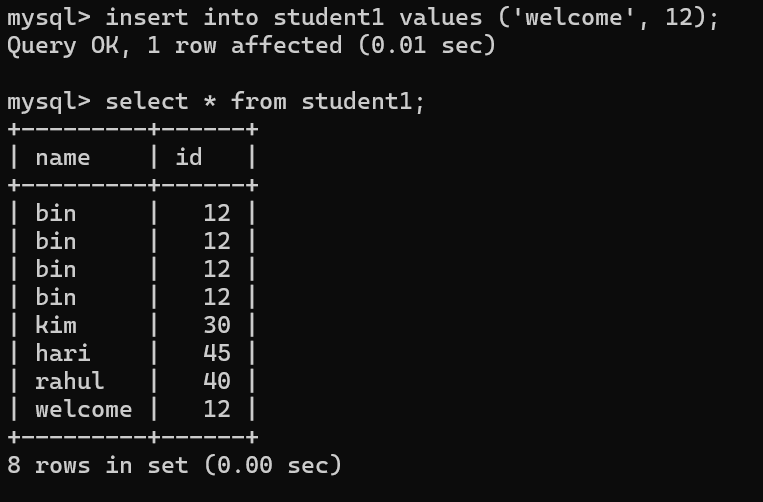 mysql> insert into student1 values ('welcome', 12);
Query OK, 1 row affected (0.01 sec)

mysql> select * from student1;
+---------+------+
| name    | id   |
+---------+------+
| bin     |   12 |
| bin     |   12 |
| bin     |   12 |
| bin     |   12 |
| kim     |   30 |
| hari    |   45 |
| rahul   |   40 |
| welcome |   12 |
+---------+------+
8 rows in set (0.00 sec)